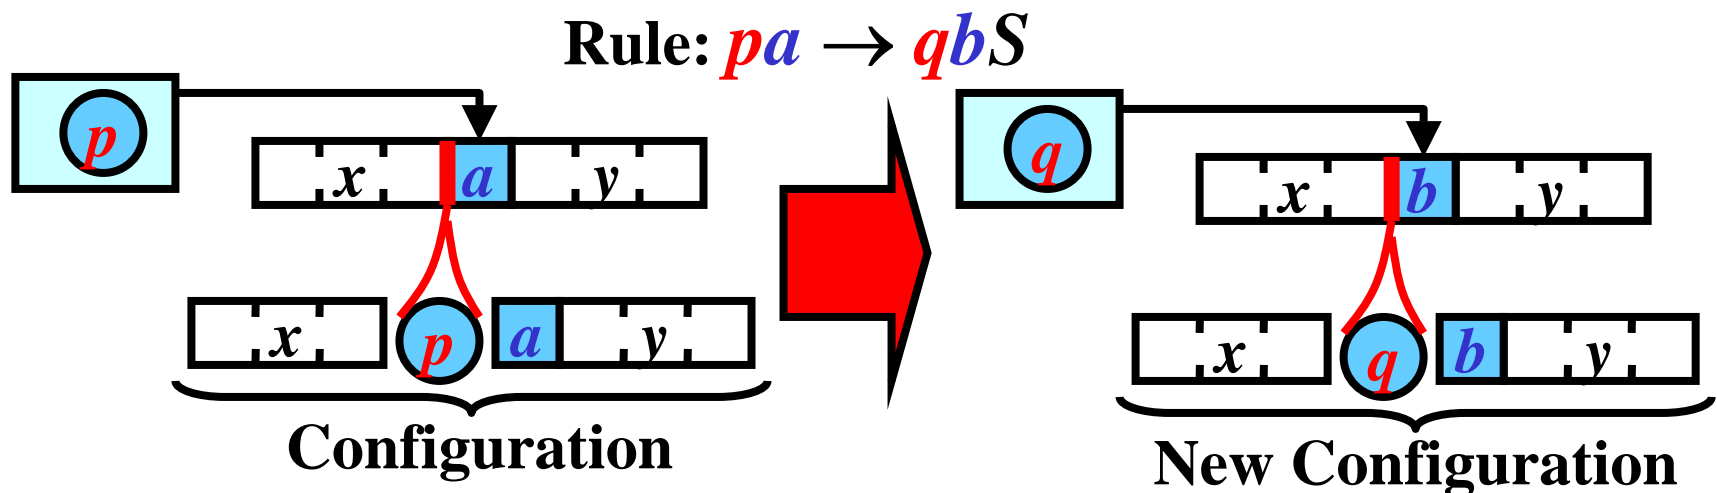 Rule: pa → qbS
p
q
x a y
x b y
x p a y
x q b y
Configuration
New Configuration